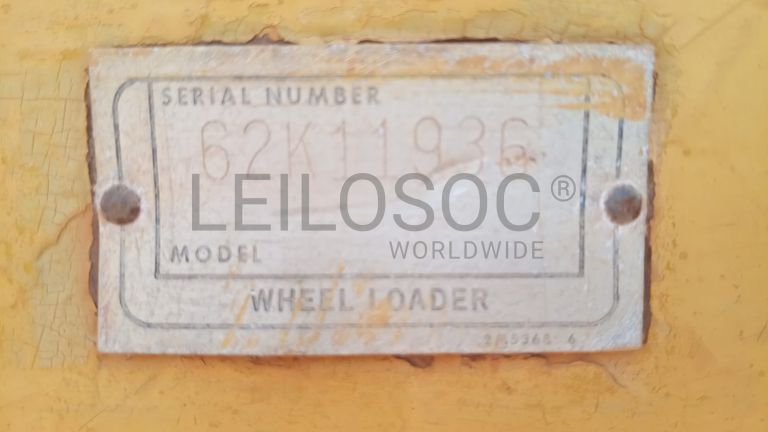 SERIAL NUMBER
62K11936
LEILOSOC®
WORLDWIDE
MODEL
WHEEL LOADER